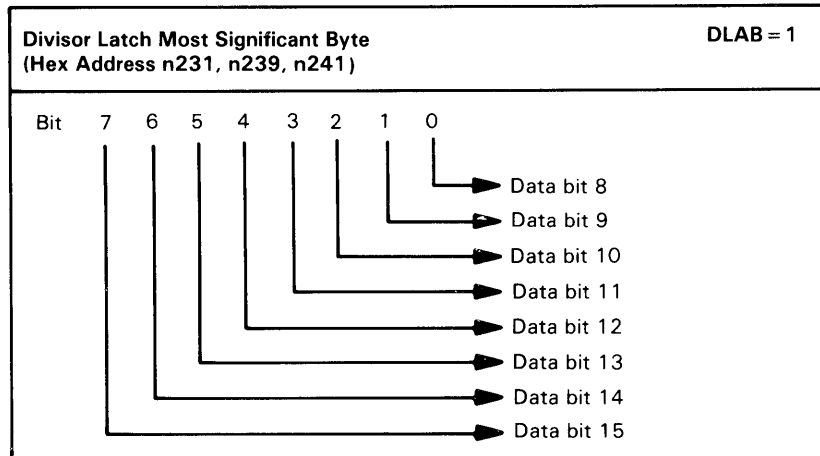 Divisor Latch Most Significant Byte DLAB = 1
(Hex Address n231, n239, n241)
Bit 7 6 5 4 3 2 1 0
Data bit 8
Data bit 9
Data bit 10
Data bit 11
Data bit 12
Data bit 13
Data bit 14
Data bit 15